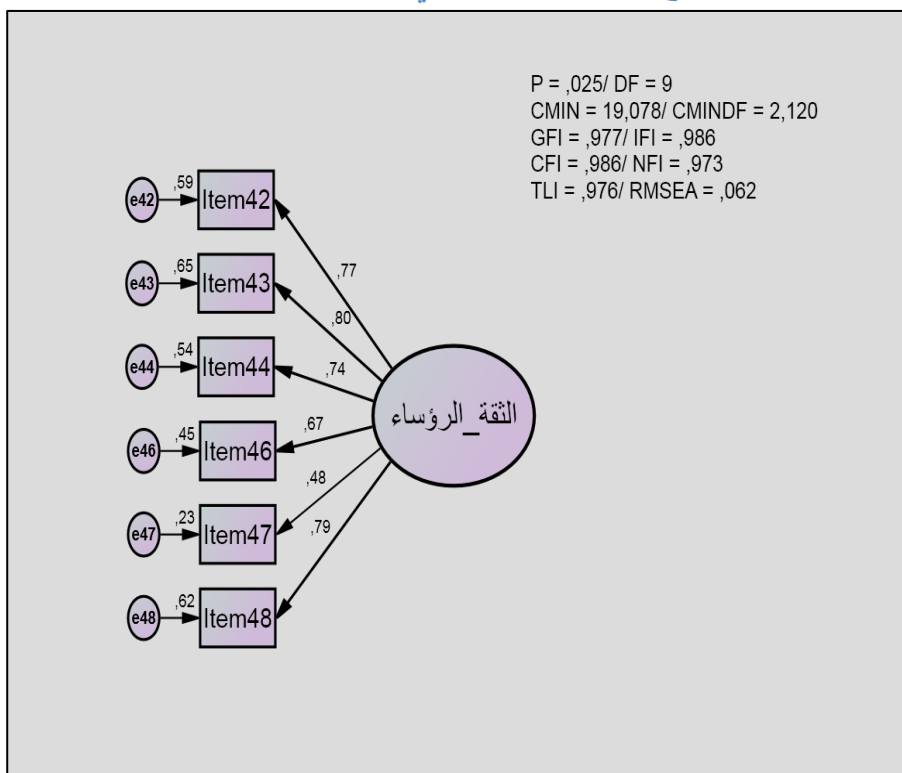 P = ,025/ DF = 9
CMIN = 19,078/ CMINDF = 2,120
GFI = ,977/ IFI = ,986
CFI = ,986/ NFI = ,973
TLI = ,976/ RMSEA = ,062
e42 ,59 Item42
,77
e43 ,65 Item43
,80
e44 ,54 Item44
,74
الثقة_الرؤساء
e46 ,45 Item46
,67
e47 ,23 Item47
,48
e48 ,62 Item48
,79